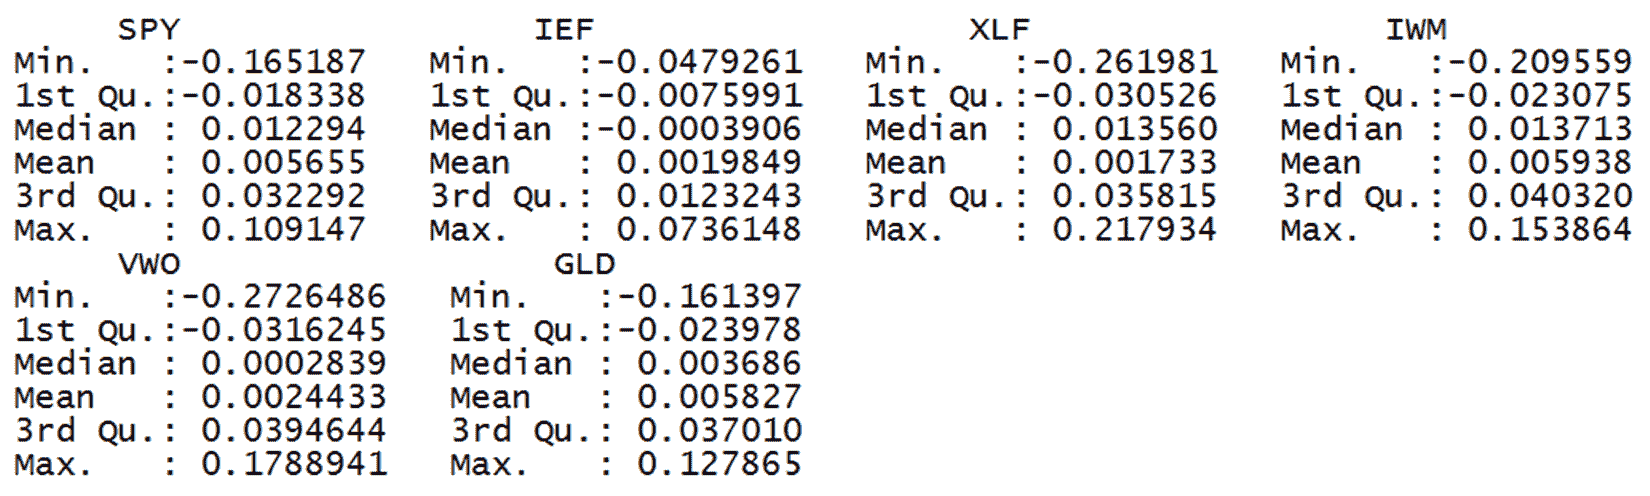 SPY IEF XLF IWM
Min. :-0.165187 Min. :-0.0479261 Min. :-0.261981 Min. :-0.209559
1st Qu.:-0.018338 1st Qu.:-0.0075991 1st Qu.:-0.030526 1st Qu.:-0.023075
Median : 0.012294 Median :-0.0003906 Median : 0.013560 Median : 0.013713
Mean : 0.005655 Mean : 0.0019849 Mean : 0.001733 Mean : 0.005938
3rd Qu.: 0.032292 3rd Qu.: 0.0123243 3rd Qu.: 0.035815 3rd Qu.: 0.040320
Max. : 0.109147 Max. : 0.0736148 Max. : 0.217934 Max. : 0.153864
VWO GLD
Min. :-0.2726486 Min. :-0.161397
1st Qu.:-0.0316245 1st Qu.:-0.023978
Median : 0.0002839 Median : 0.003686
Mean : 0.0024433 Mean : 0.005827
3rd Qu.: 0.0394644 3rd Qu.: 0.037010
Max. : 0.1788941 Max. : 0.127865